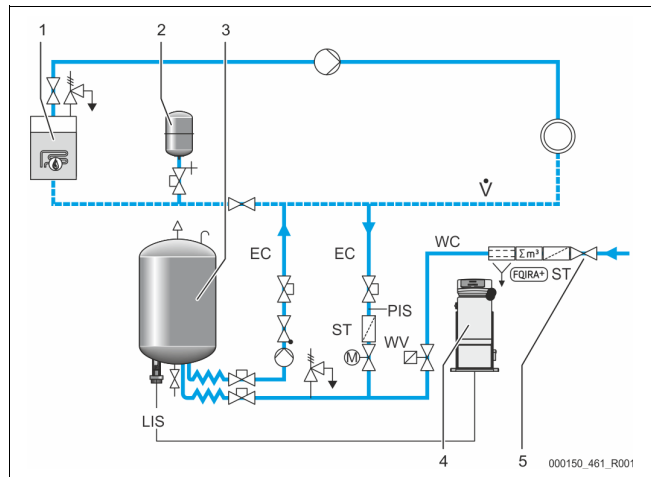 1
2
3
V̇
EC
EC
WC
Σm³
FQIRA+
ST
PIS
ST
WV
M
LIS
4
5
000150_461_R001